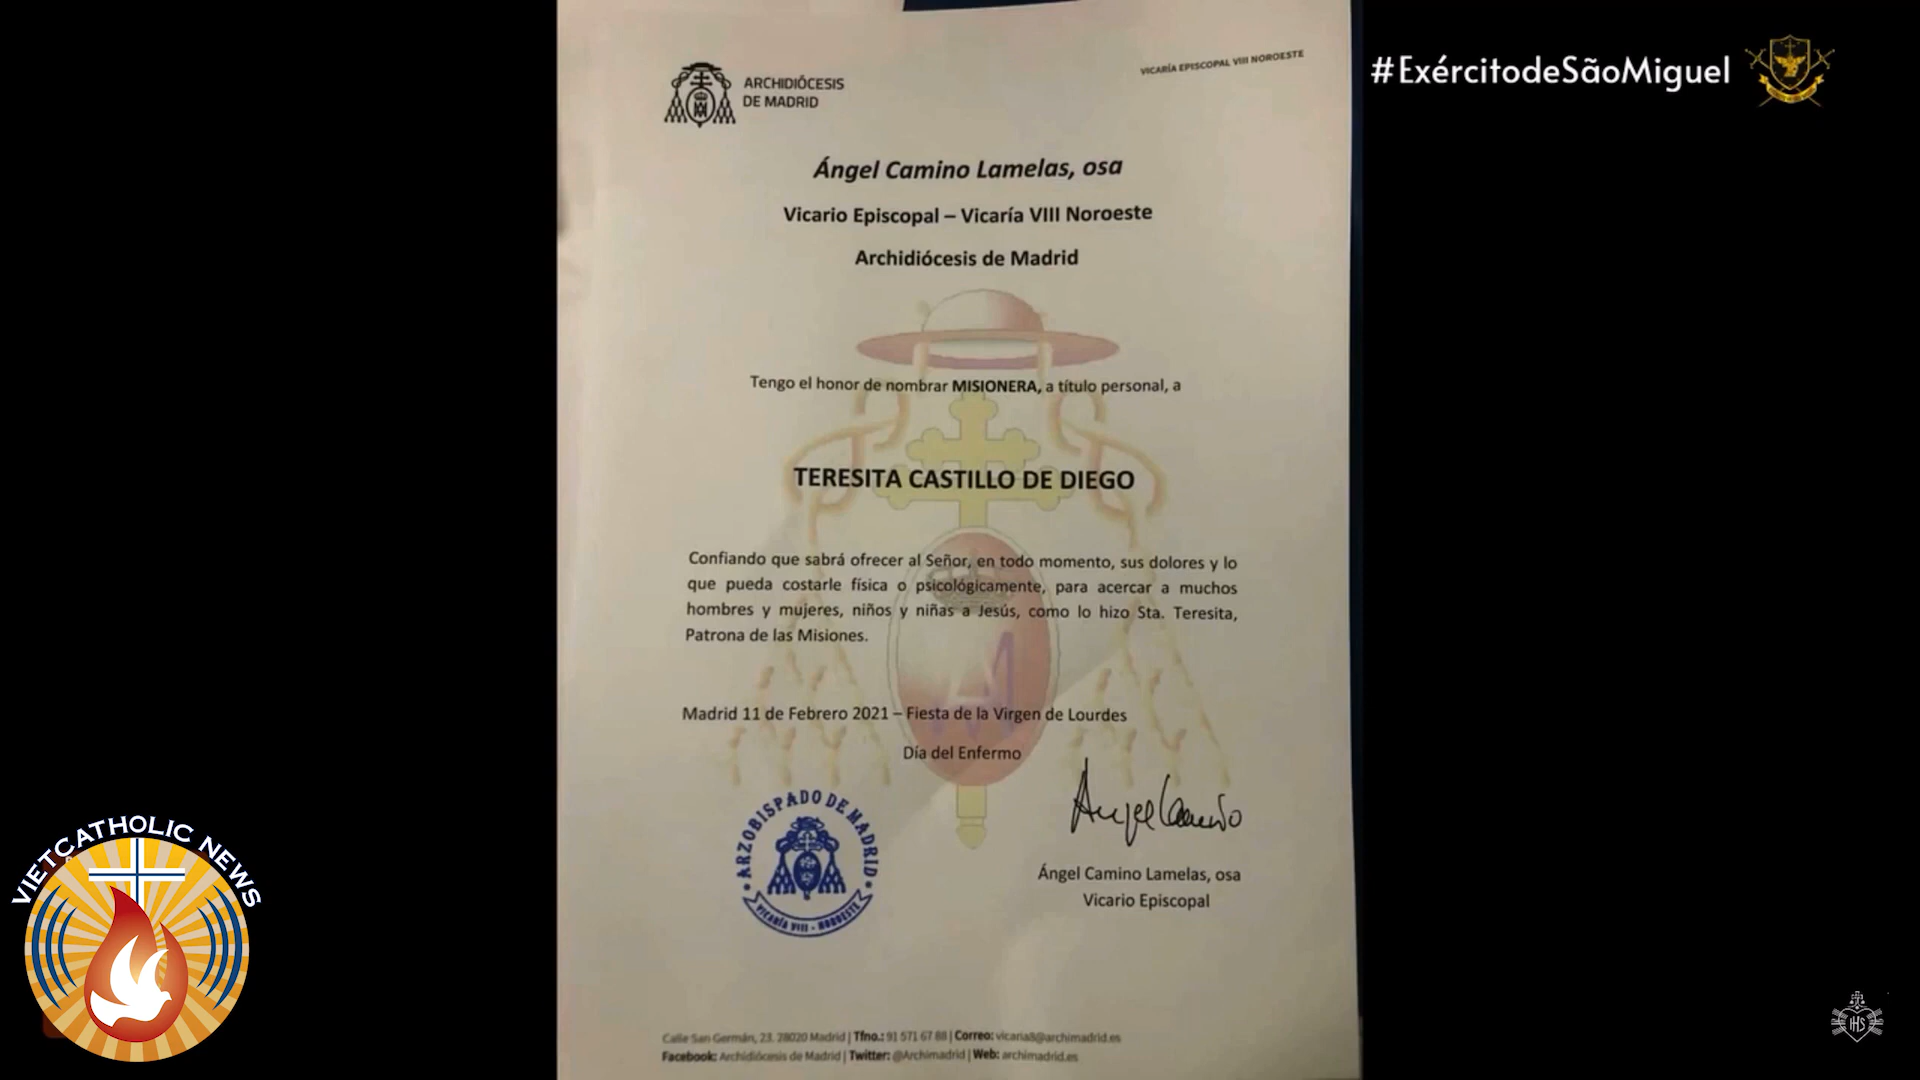 ARCHIDIÓCESIS
DE MADRID
VICARÍA EPISCOPAL VIII NOROESTE
#ExércitodeSãoMiguel
Ángel Camino Lamelas, osa
Vicario Episcopal – Vicaría VIII Noroeste
Archidiócesis de Madrid
Tengo el honor de nombrar MISIONERA, a título personal, a
TERESITA CASTILLO DE DIEGO
Confiando que sabrá ofrecer al Señor, en todo momento, sus dolores y lo
que pueda costarle física o psicológicamente, para acercar a muchos
hombres y mujeres, niños y niñas a Jesús, como lo hizo Sta. Teresita,
Patrona de las Misiones.
Madrid 11 de Febrero 2021 – Fiesta de la Virgen de Lourdes
Día del Enfermo
ARZOBISPADO DE MADRID
VICARÍA VIII - NOROESTE
Ángel Camino
Ángel Camino Lamelas, osa
Vicario Episcopal
VIETCATHOLIC NEWS
IHS
Calle San Germán, 23. 28020 Madrid | Tfno.: 91 571 67 88 | Correo: vicaria8@archimadrid.es
Facebook: Archidiócesis de Madrid | Twitter: @Archimadrid | Web: archimadrid.es